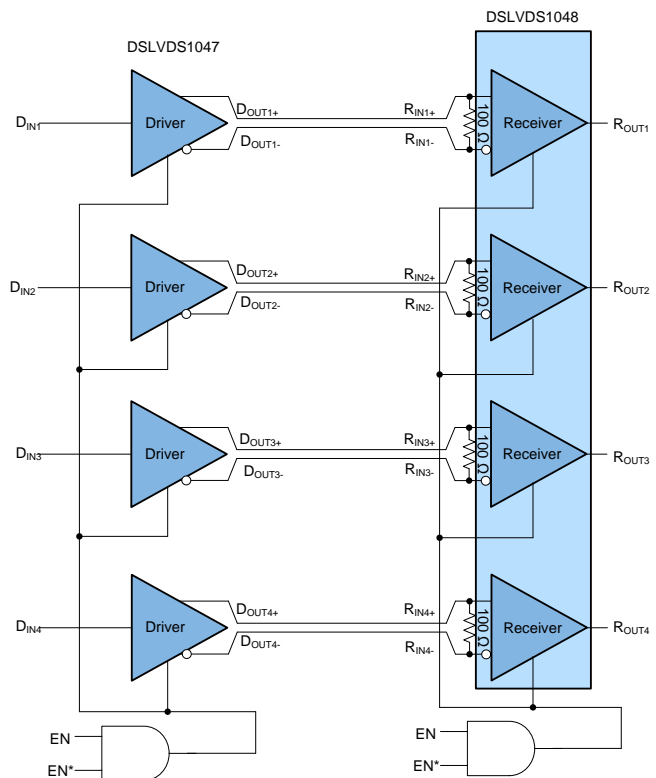 DSLVDS1047
DSLVDS1048
DIN1
Driver
DOUT1+
DOUT1-
RIN1+
RIN1-
100 Ω
Receiver
ROUT1
DIN2
Driver
DOUT2+
DOUT2-
RIN2+
RIN2-
100 Ω
Receiver
ROUT2
DIN3
Driver
DOUT3+
DOUT3-
RIN3+
RIN3-
100 Ω
Receiver
ROUT3
DIN4
Driver
DOUT4+
DOUT4-
RIN4+
RIN4-
100 Ω
Receiver
ROUT4
EN
EN*
EN
EN*